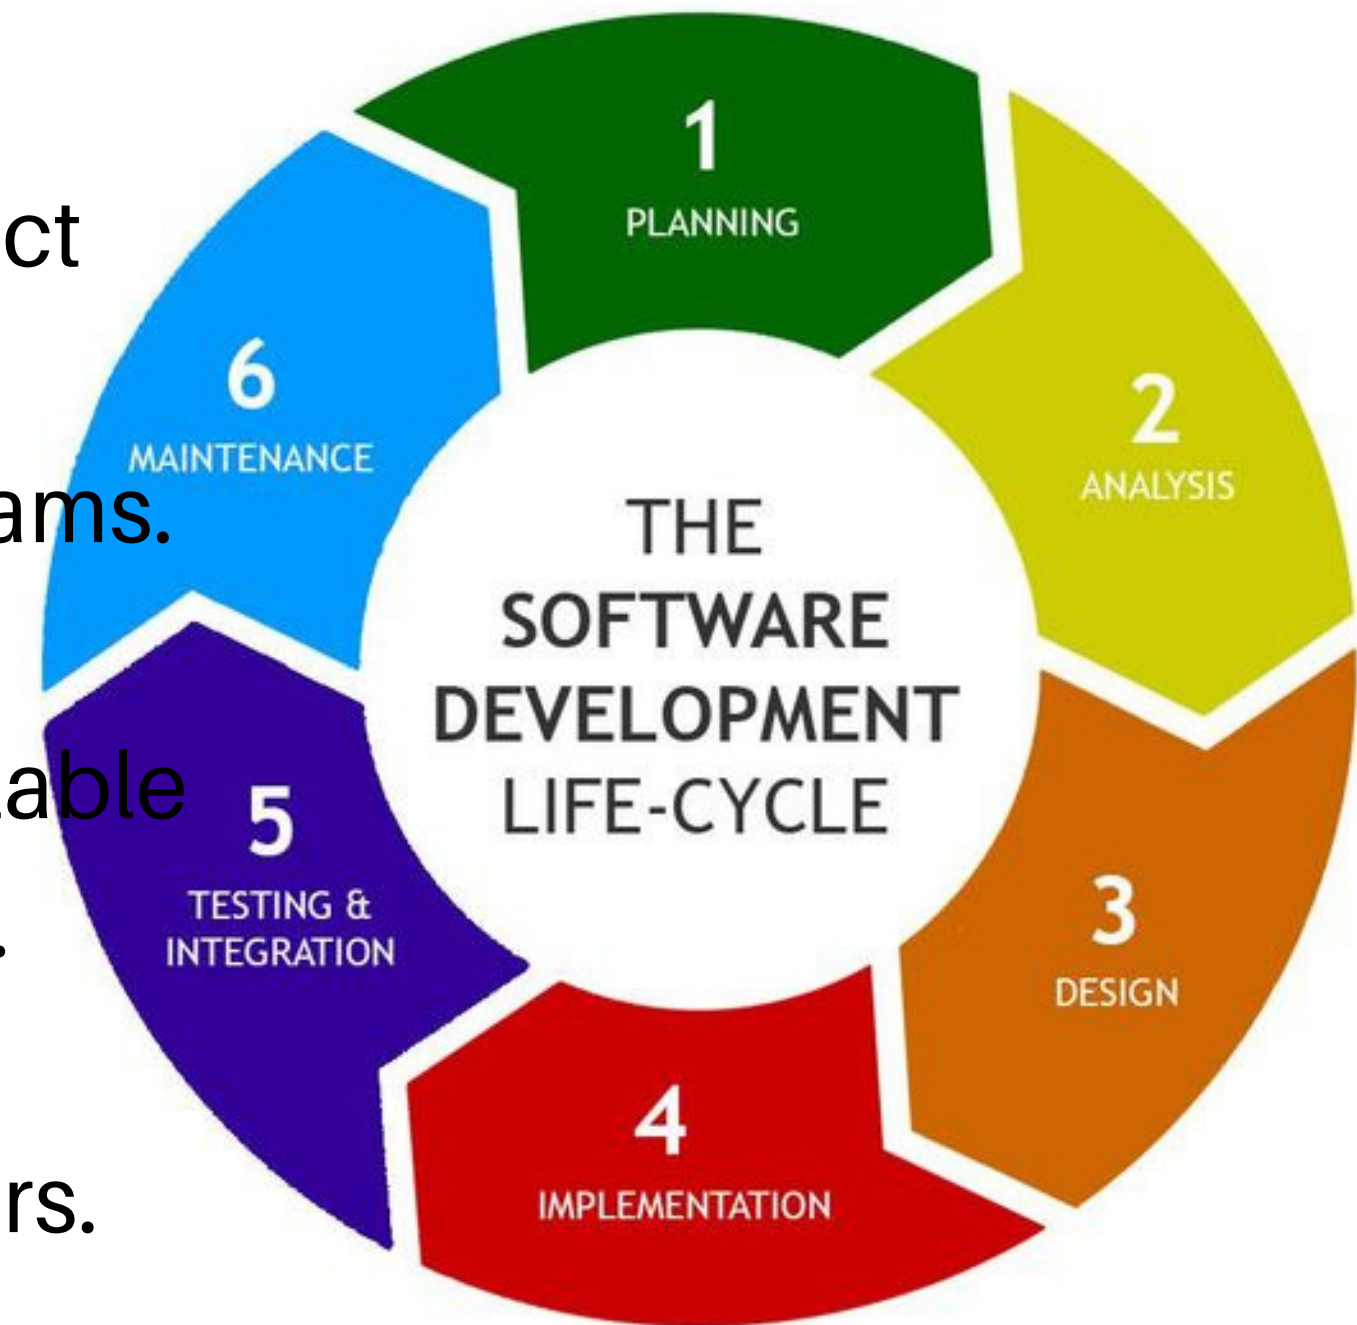 ct
ams.
able
.
rs.
1
PLANNING
2
ANALYSIS
3
DESIGN
4
IMPLEMENTATION
5
TESTING &
INTEGRATION
6
MAINTENANCE
THE
SOFTWARE
DEVELOPMENT
LIFE-CYCLE